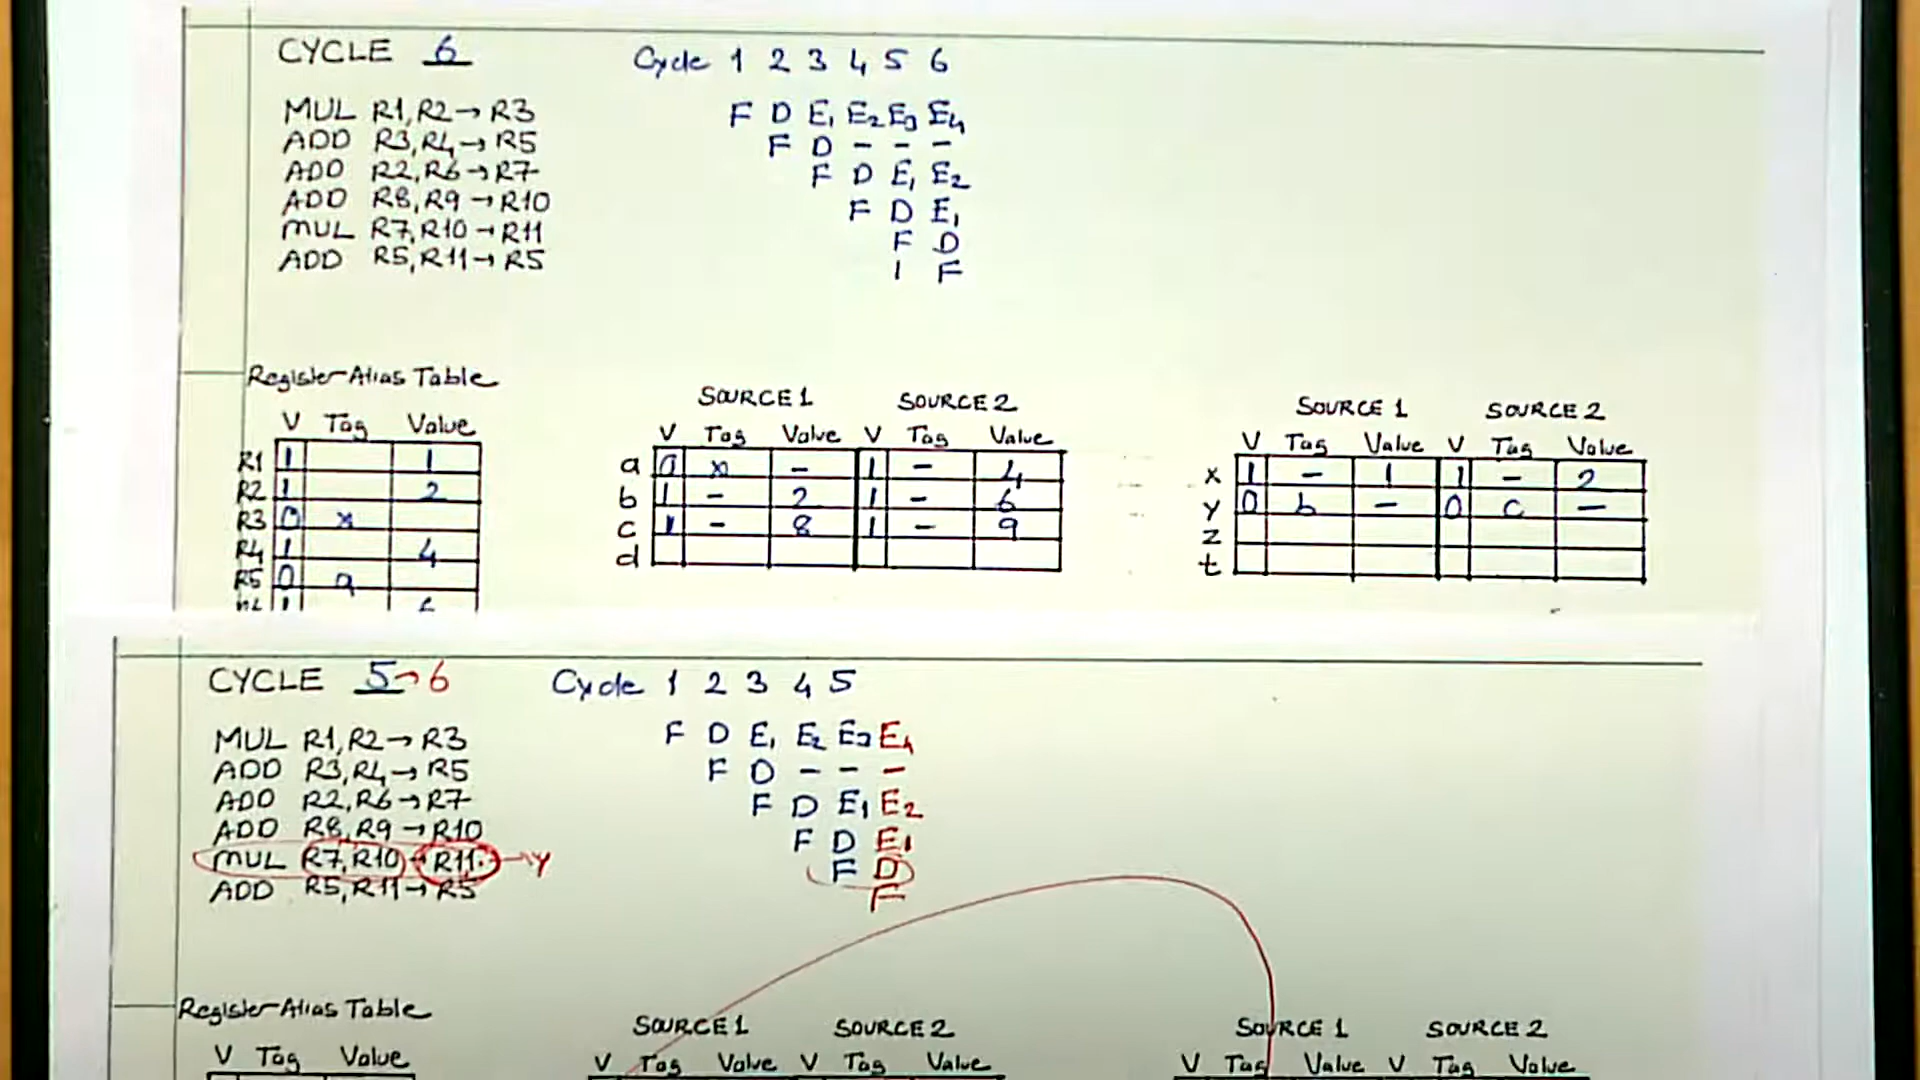 CYCLE 6
Cycle 1 2 3 4 5 6
MUL R1,R2→R3 F D E1 E2 E3 E4
ADD R3,R4→R5 F D - - -
ADD R2,R6→R7 F D E1 E2
ADD R8,R9→R10 F D E1
MUL R7,R10→R11 F D
ADD R5,R11→R5 F
Register Alias Table
V Tag Value
R1 1 1
R2 1 2
R3 0 x
R4 1 4
R5 0 a
SOURCE 1 SOURCE 2
V Tag Value V Tag Value
a 0 x - 1 - 4
b 1 - 2 1 - 6
c 1 - 8 1 - 9
d
SOURCE 1 SOURCE 2
V Tag Value V Tag Value
x 1 - 1 1 - 2
y 0 b - 0 c -
z
t
CYCLE 5→6
Cycle 1 2 3 4 5
MUL R1,R2→R3 F D E1 E2 E3 E4
ADD R3,R4→R5 F D - - -
ADD R2,R6→R7 F D E1 E2
ADD R8,R9→R10 F D E1
MUL R7,R10→R11 →Y F D
ADD R5,R11→R5 F
Register Alias Table
V Tag Value
SOURCE 1 SOURCE 2
V Tag Value V Tag Value
SOURCE 1 SOURCE 2
V Tag Value V Tag Value